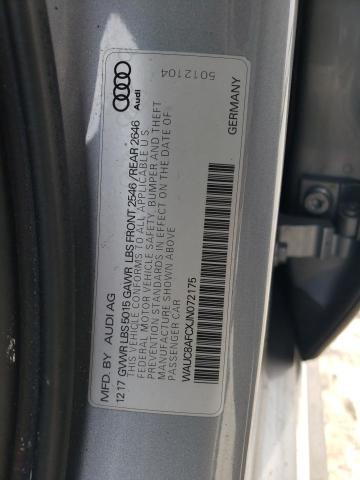 MFD. BY AUDI AG
12 17 GVWR LBS 5015 GAWR LBS FRONT 2546 / REAR 2646
THIS VEHICLE CONFORMS TO ALL APPLICABLE U S
FEDERAL MOTOR VEHICLE SAFETY, BUMPER AND THEFT
PREVENTION STANDARDS IN EFFECT ON THE DATE OF
MANUFACTURE SHOWN ABOVE
PASSENGER CAR
WAUC8AFCXJN072175
GERMANY
Audi
5012104